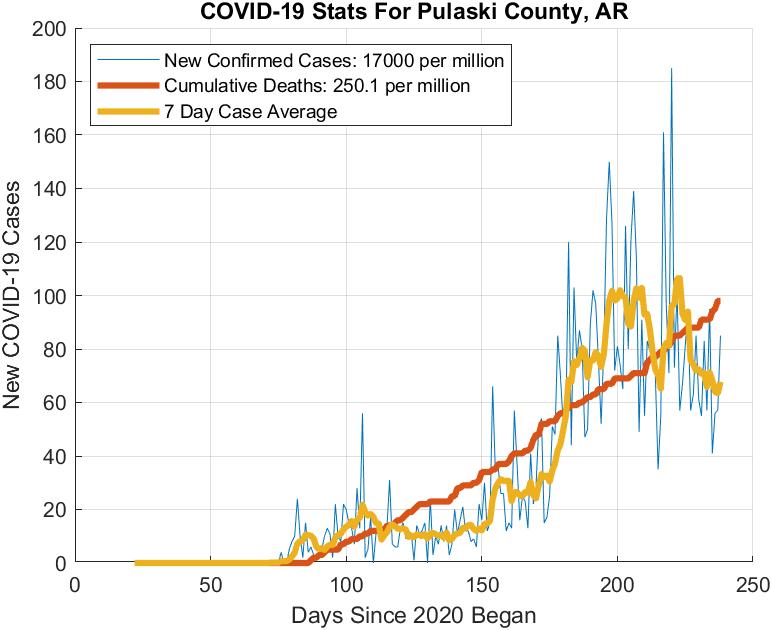 COVID-19 Stats For Pulaski County, AR
New Confirmed Cases: 17000 per million
Cumulative Deaths: 250.1 per million
7 Day Case Average
New COVID-19 Cases
200
180
160
140
120
100
80
60
40
20
0
0 50 100 150 200 250
Days Since 2020 Began